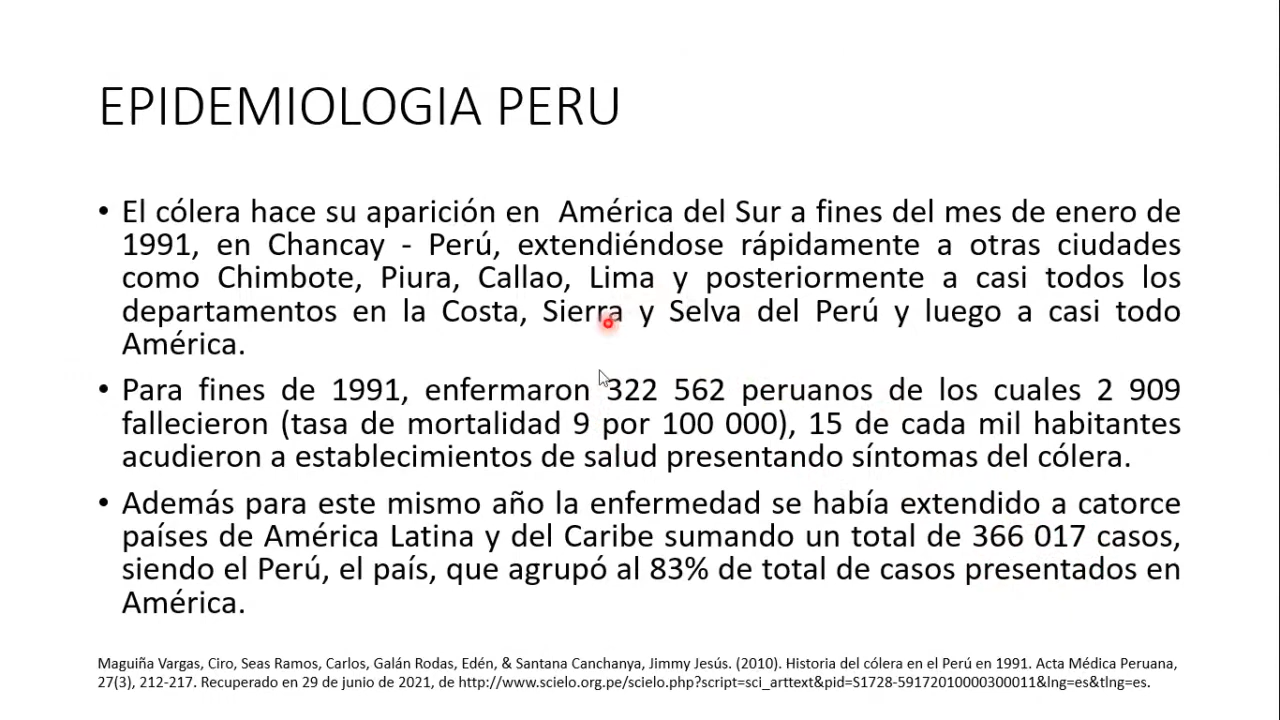 EPIDEMIOLOGIA PERU
• El cólera hace su aparición en América del Sur a fines del mes de enero de
1991, en Chancay - Perú, extendiéndose rápidamente a otras ciudades
como Chimbote, Piura, Callao, Lima y posteriormente a casi todos los
departamentos en la Costa, Sierra y Selva del Perú y luego a casi todo
América.
• Para fines de 1991, enfermaron 322 562 peruanos de los cuales 2 909
fallecieron (tasa de mortalidad 9 por 100 000), 15 de cada mil habitantes
acudieron a establecimientos de salud presentando síntomas del cólera.
• Además para este mismo año la enfermedad se había extendido a catorce
países de América Latina y del Caribe sumando un total de 366 017 casos,
siendo el Perú, el país, que agrupó al 83% de total de casos presentados en
América.
Maguiña Vargas, Ciro, Seas Ramos, Carlos, Galán Rodas, Edén, & Santana Canchanya, Jimmy Jesús. (2010). Historia del cólera en el Perú en 1991. Acta Médica Peruana,
27(3), 212-217. Recuperado en 29 de junio de 2021, de http://www.scielo.org.pe/scielo.php?script=sci_arttext&pid=S1728-59172010000300011&lng=es&tlng=es.